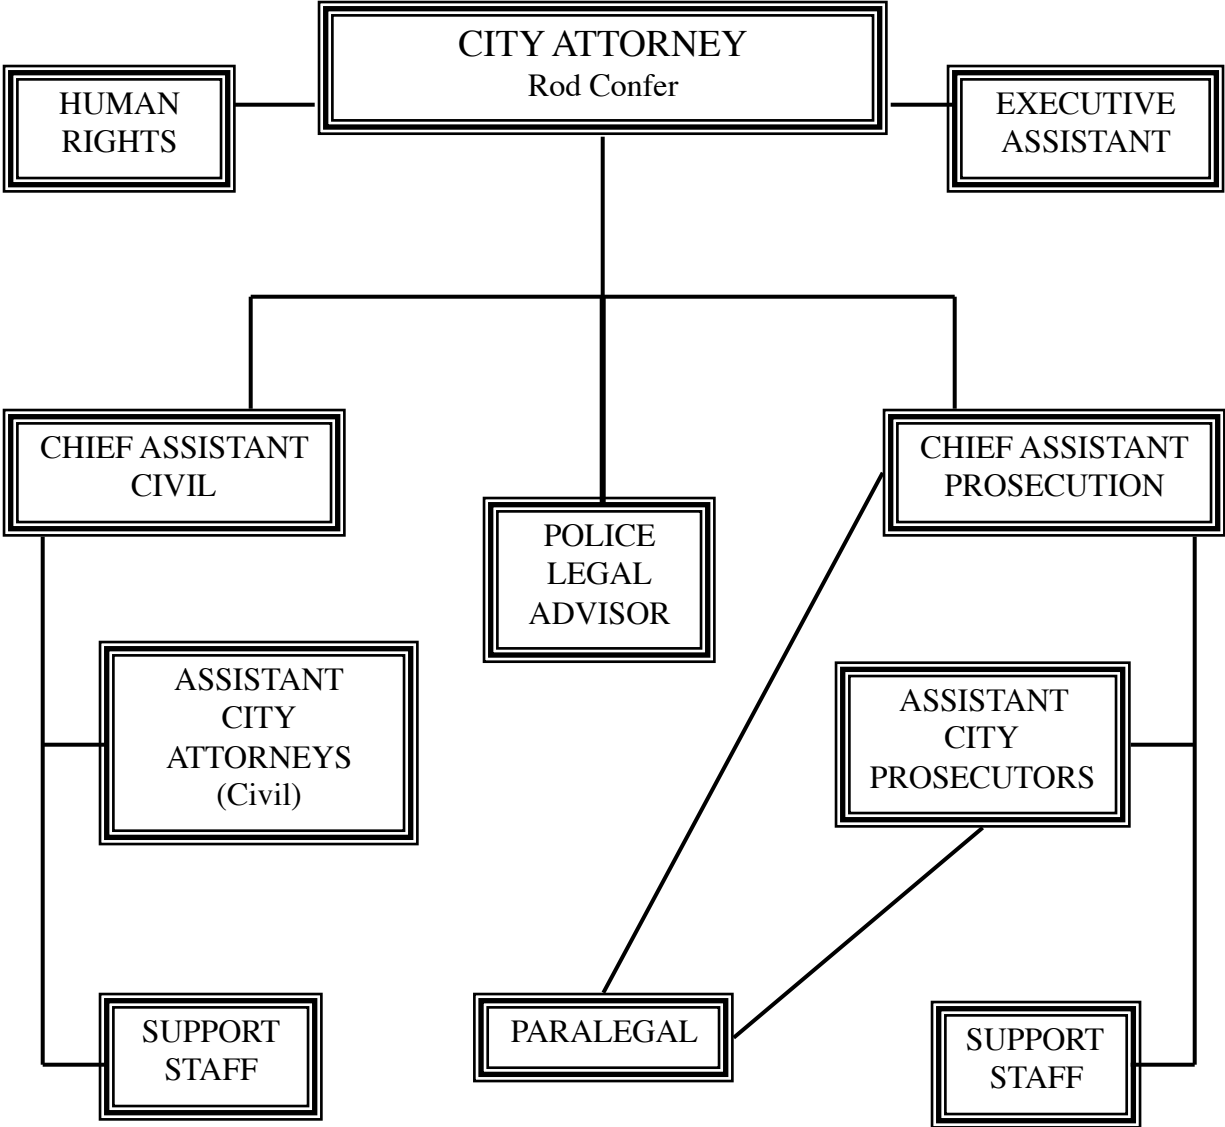 CITY ATTORNEY
Rod Confer
HUMAN
RIGHTS
EXECUTIVE
ASSISTANT
CHIEF ASSISTANT
CIVIL
CHIEF ASSISTANT
PROSECUTION
POLICE
LEGAL
ADVISOR
ASSISTANT
CITY
ATTORNEYS
(Civil)
ASSISTANT
CITY
PROSECUTORS
SUPPORT
STAFF
PARALEGAL
SUPPORT
STAFF